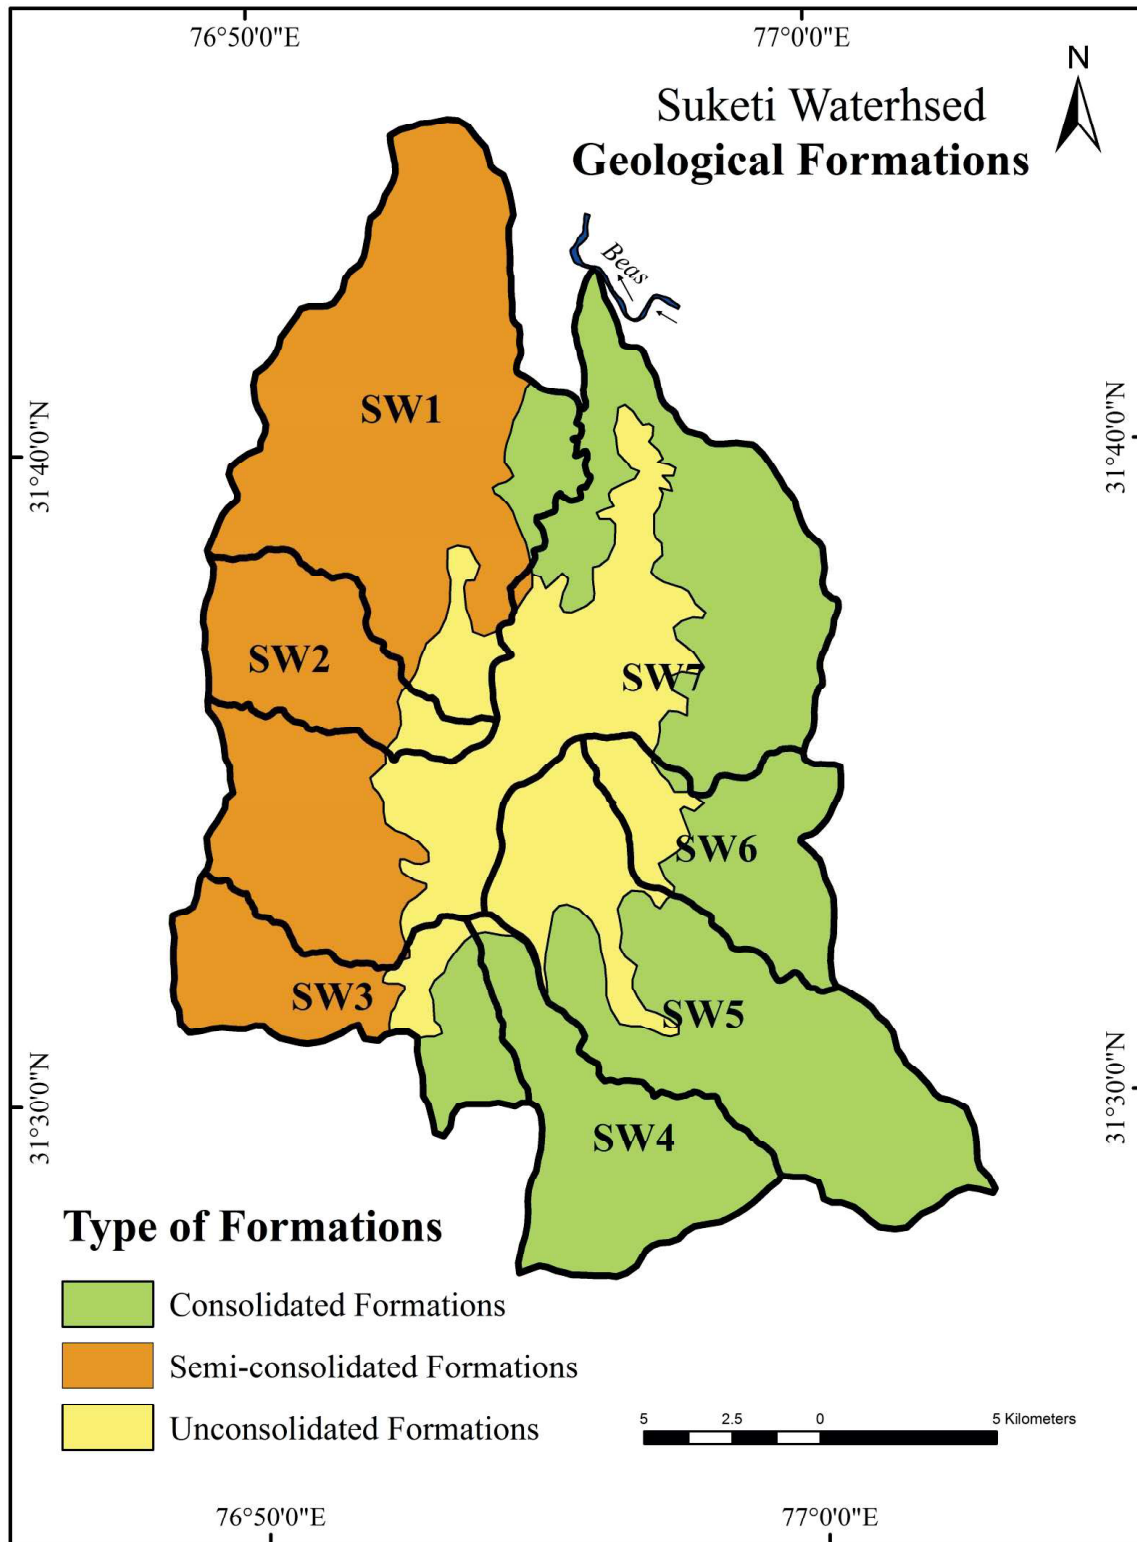 76°50'0"E
77°0'0"E
N
Suketi Waterhsed
Geological Formations
Beas
31°40'0"N
31°40'0"N
SW1
SW2
SW7
SW6
SW3
SW5
SW4
31°30'0"N
31°30'0"N
Type of Formations
Consolidated Formations
Semi-consolidated Formations
Unconsolidated Formations
5 2.5 0 5 Kilometers
76°50'0"E
77°0'0"E